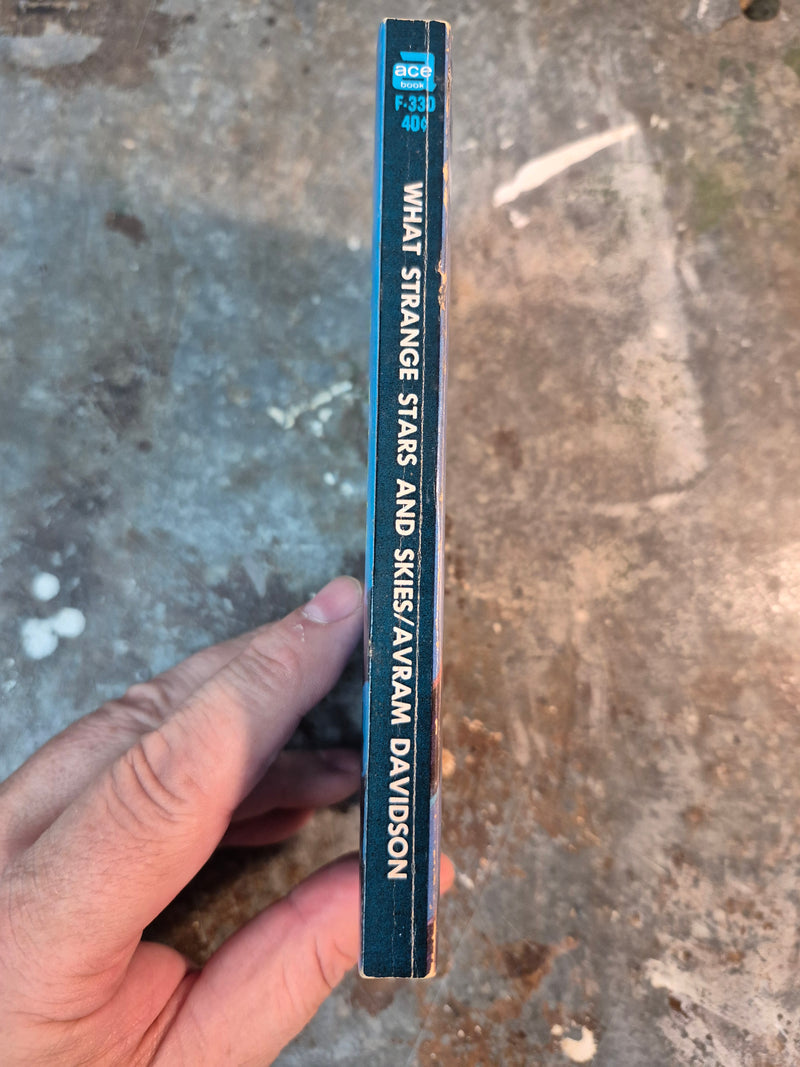 ace
book
F-330
40¢
WHAT STRANGE STARS AND SKIES/AVRAM DAVIDSON